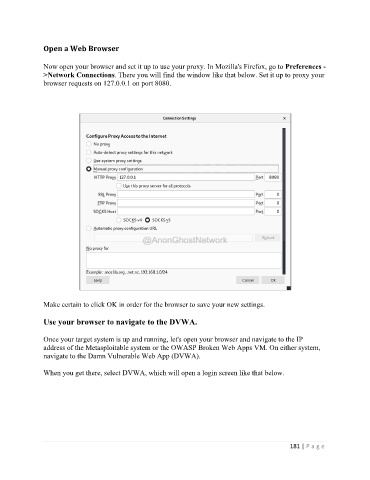 Open a Web Browser
Now open your browser and set it up to use your proxy. In Mozilla's Firefox, go to Preferences -
>Network Connections. There you will find the window like that below. Set it up to proxy your
browser requests on 127.0.0.1 on port 8080.
Connection Settings
×
Configure Proxy Access to the Internet
No proxy
Auto-detect proxy settings for this network
Use system proxy settings
Manual proxy configuration
HTTP Proxy 127.0.0.1 Port 8080
Use this proxy server for all protocols
SSL Proxy Port 0
FTP Proxy Port 0
SOCKS Host Port 0
SOCKS v4 SOCKS v5
Automatic proxy configuration URL
@AnonGhostNetwork
Reload
No proxy for
Example: .mozilla.org, .net.nz, 192.168.1.0/24
Help Cancel OK
Make certain to click OK in order for the browser to save your new settings.
Use your browser to navigate to the DVWA.
Once your target system is up and running, let's open your browser and navigate to the IP
address of the Metasploitable system or the OWASP Broken Web Apps VM. On either system,
navigate to the Damn Vulnerable Web App (DVWA).
When you get there, select DVWA, which will open a login screen like that below.
181 | Page